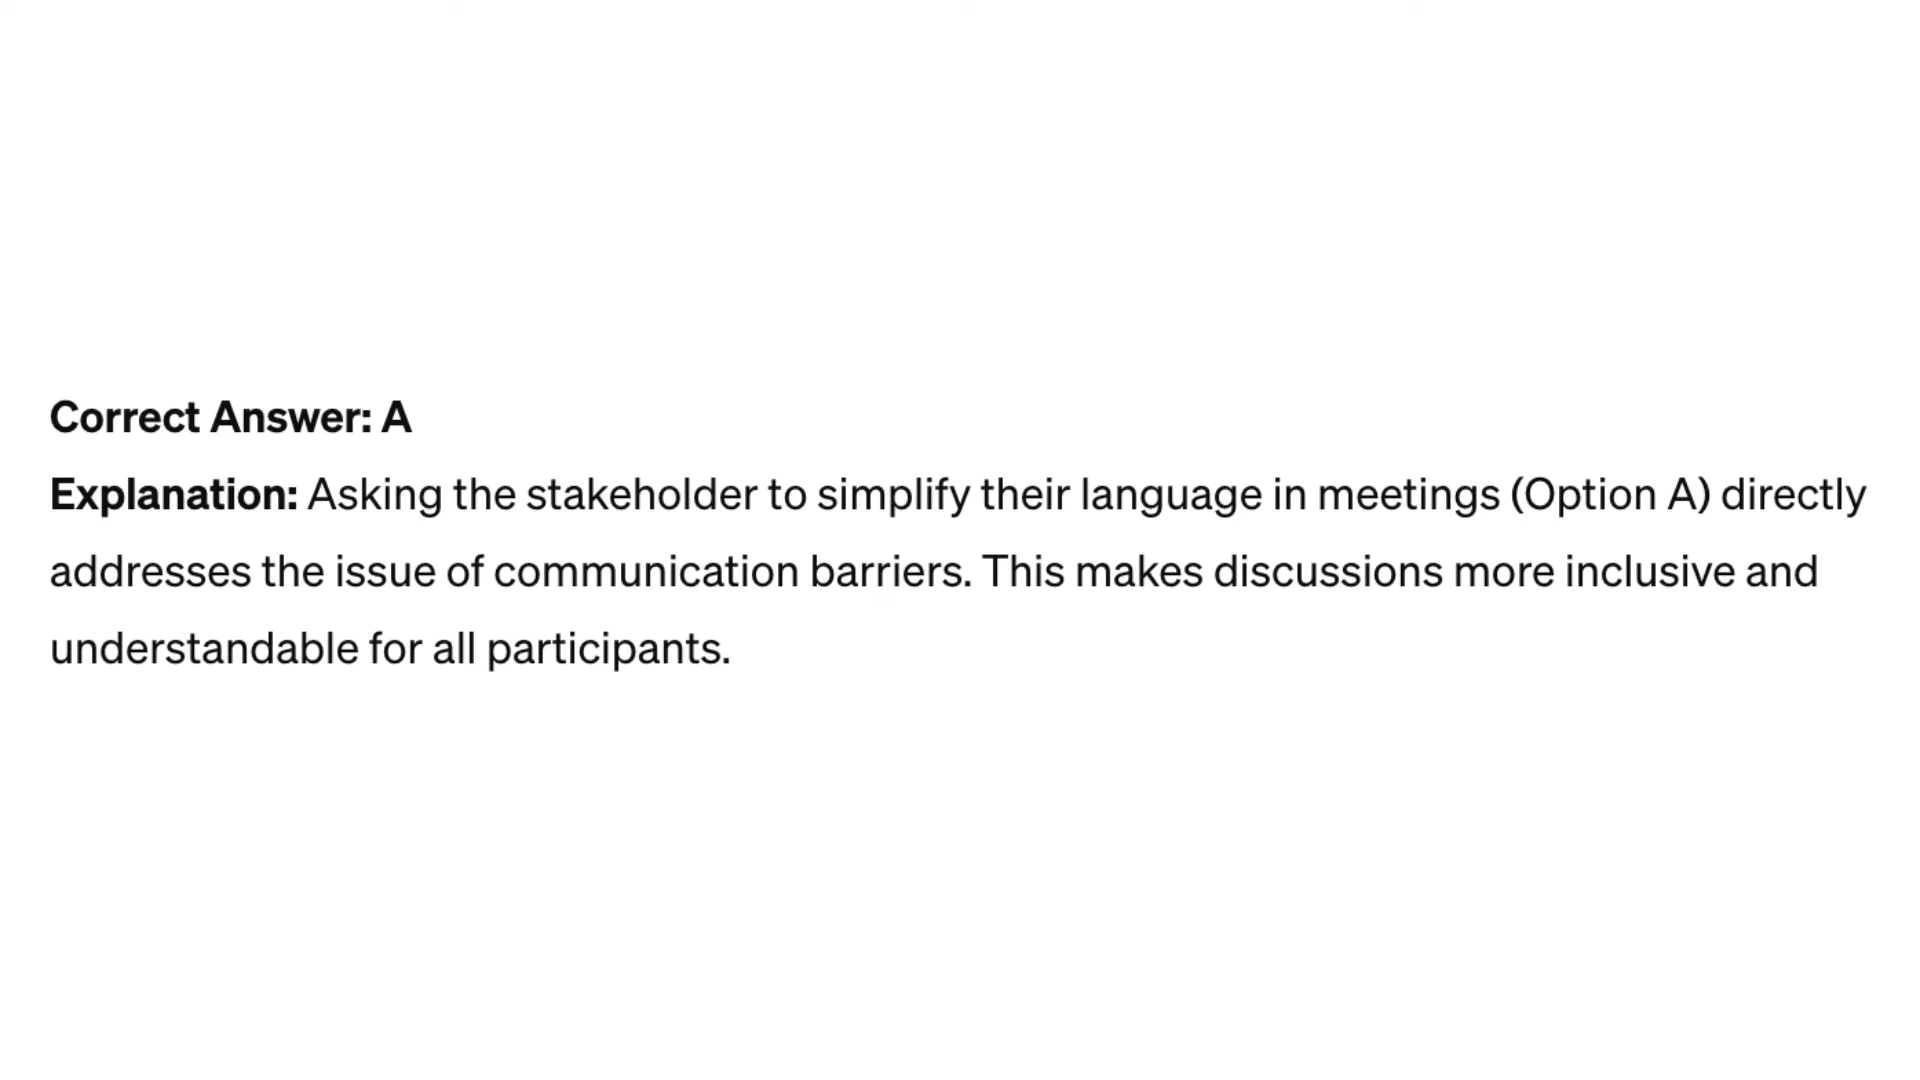 Correct Answer: A
Explanation: Asking the stakeholder to simplify their language in meetings (Option A) directly
addresses the issue of communication barriers. This makes discussions more inclusive and
understandable for all participants.